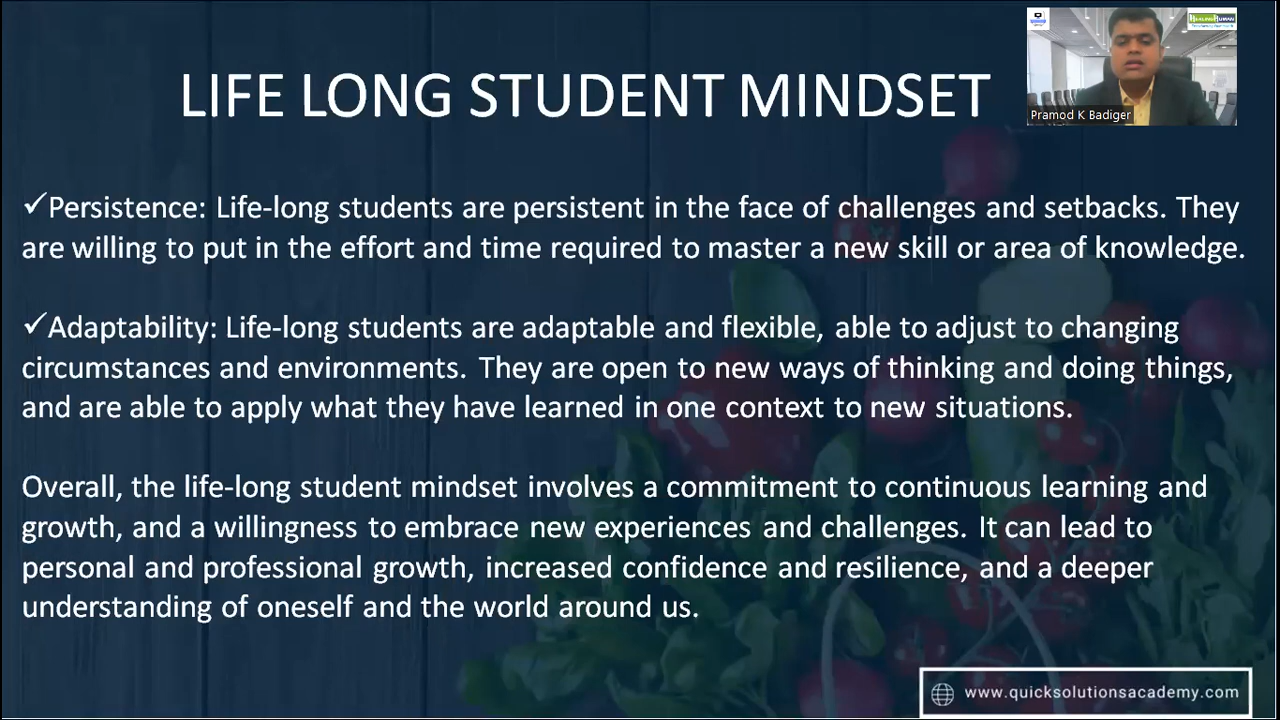 LIFE LONG STUDENT MINDSET
Pramod K Badiger
✓Persistence: Life-long students are persistent in the face of challenges and setbacks. They
are willing to put in the effort and time required to master a new skill or area of knowledge.
✓Adaptability: Life-long students are adaptable and flexible, able to adjust to changing
circumstances and environments. They are open to new ways of thinking and doing things,
and are able to apply what they have learned in one context to new situations.
Overall, the life-long student mindset involves a commitment to continuous learning and
growth, and a willingness to embrace new experiences and challenges. It can lead to
personal and professional growth, increased confidence and resilience, and a deeper
understanding of oneself and the world around us.
www.quicksolutionsacademy.com